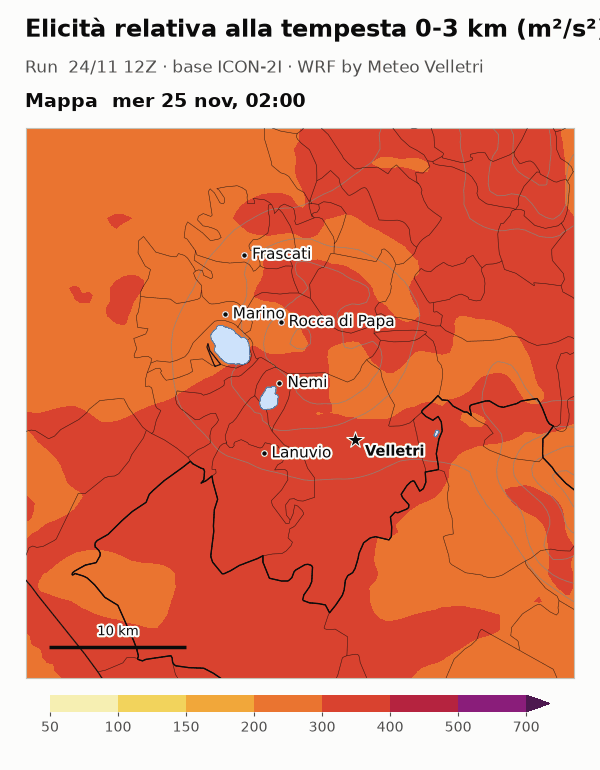 Elicità relativa alla tempesta 0-3 km (m²/s²)
Run 24/11 12Z · base ICON-2I · WRF by Meteo Velletri
Mappa mer 25 nov, 02:00
Frascati
Marino
Rocca di Papa
Nemi
Velletri
Lanuvio
10 km
50 100 150 200 300 400 500 700